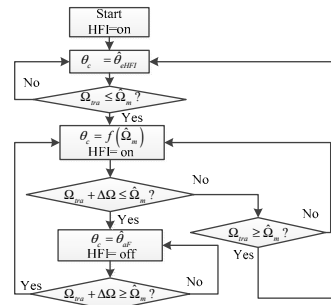 Start
HFI=on
θ_c = θ̂_eHFI
No
Ω_tra ≤ Ω̂_m ?
Yes
θ_c = f(Ω̂_m)
HFI=on
No
Ω_tra + ΔΩ ≤ Ω̂_m ?
Yes
No
θ_c = θ̂_aF
HFI= off
Ω_tra ≥ Ω̂_m ?
Yes
No
Yes
Ω_tra + ΔΩ ≥ Ω̂_m ?